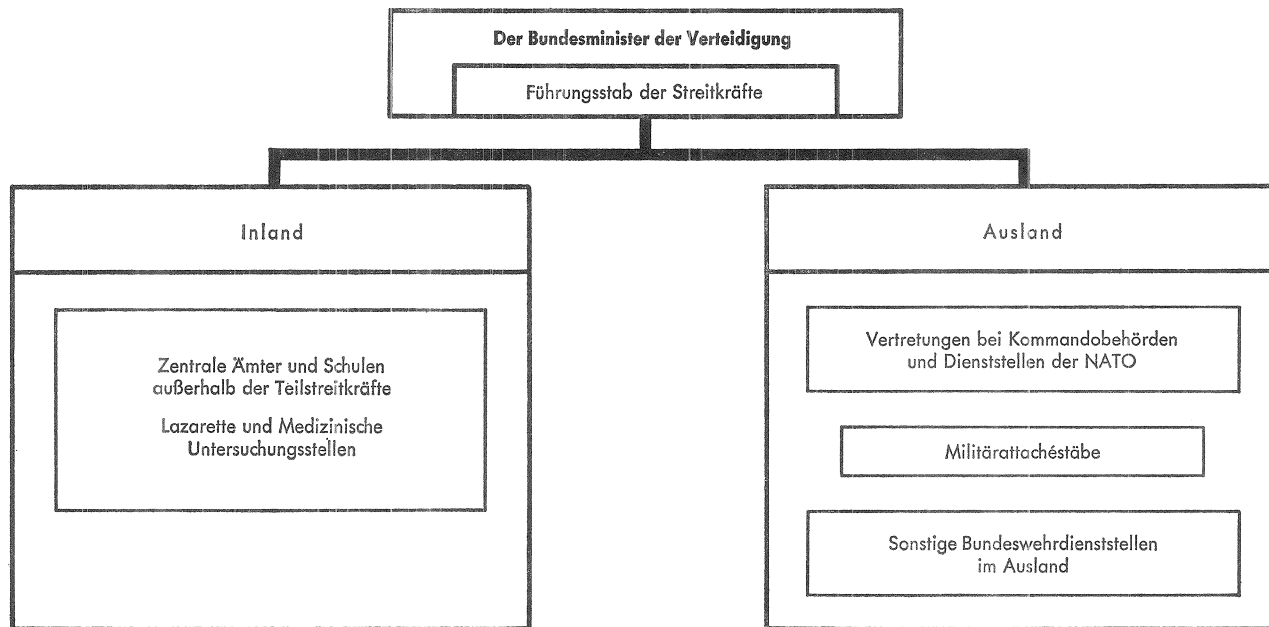 Der Bundesminister der Verteidigung
Führungsstab der Streitkräfte
Inland
Zentrale Ämter und Schulen
außerhalb der Teilstreitkräfte
Lazarette und Medizinische
Untersuchungsstellen
Ausland
Vertretungen bei Kommandobehörden
und Dienststellen der NATO
Militärattachéstäbe
Sonstige Bundeswehrdienststellen
im Ausland